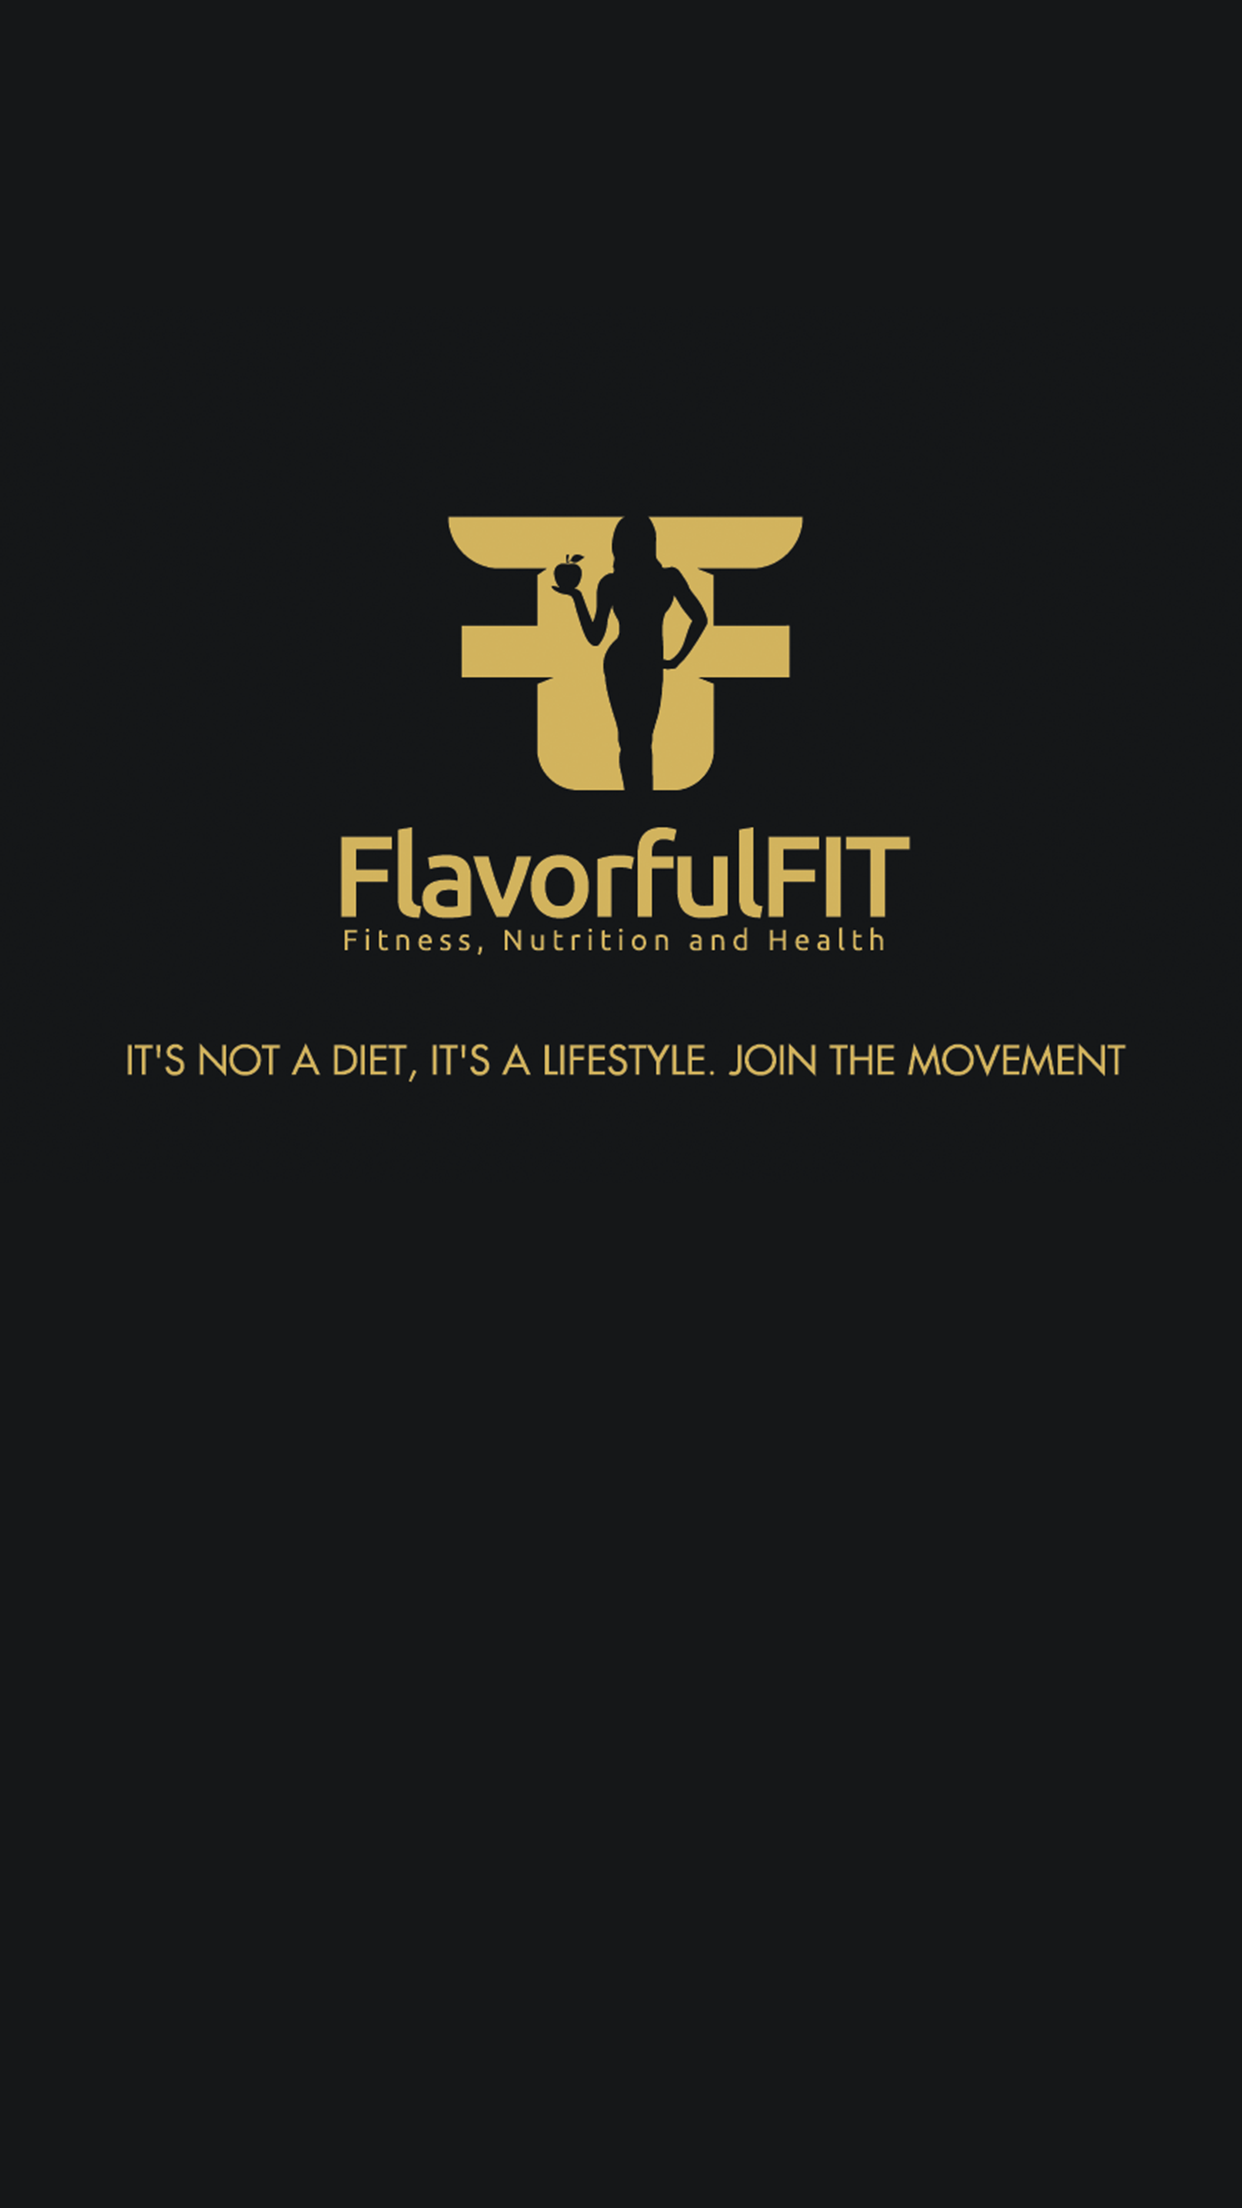 FlavorfulFIT
Fitness, Nutrition and Health
IT'S NOT A DIET, IT'S A LIFESTYLE. JOIN THE MOVEMENT